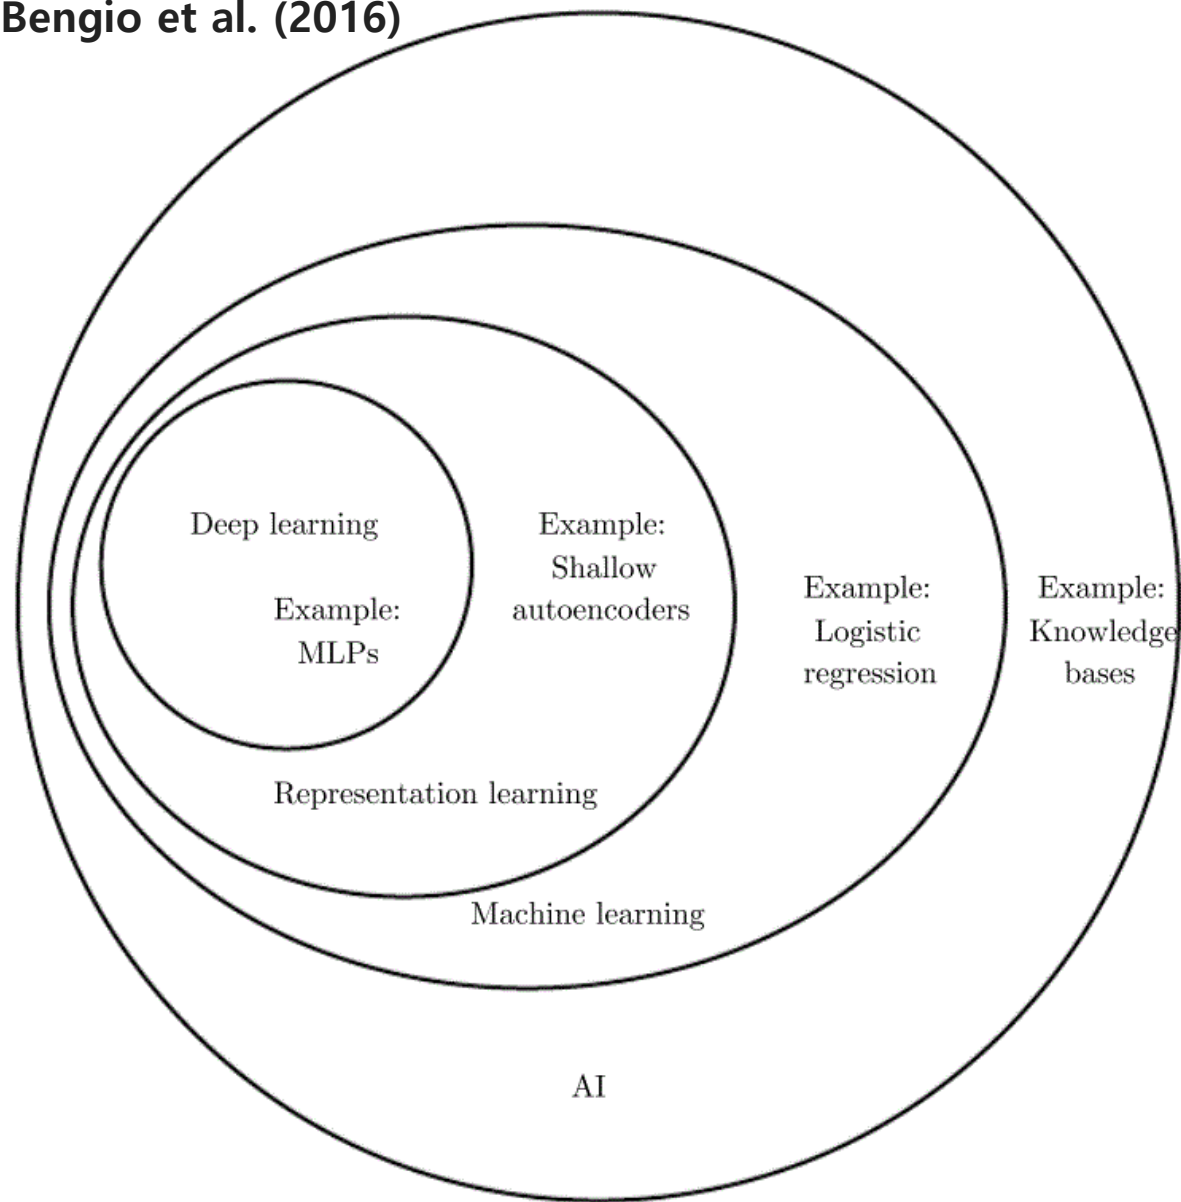 Bengio et al. (2016)
Deep learning
Example:
MLPs
Example:
Shallow
autoencoders
Example:
Logistic
regression
Example:
Knowledge
bases
Representation learning
Machine learning
AI